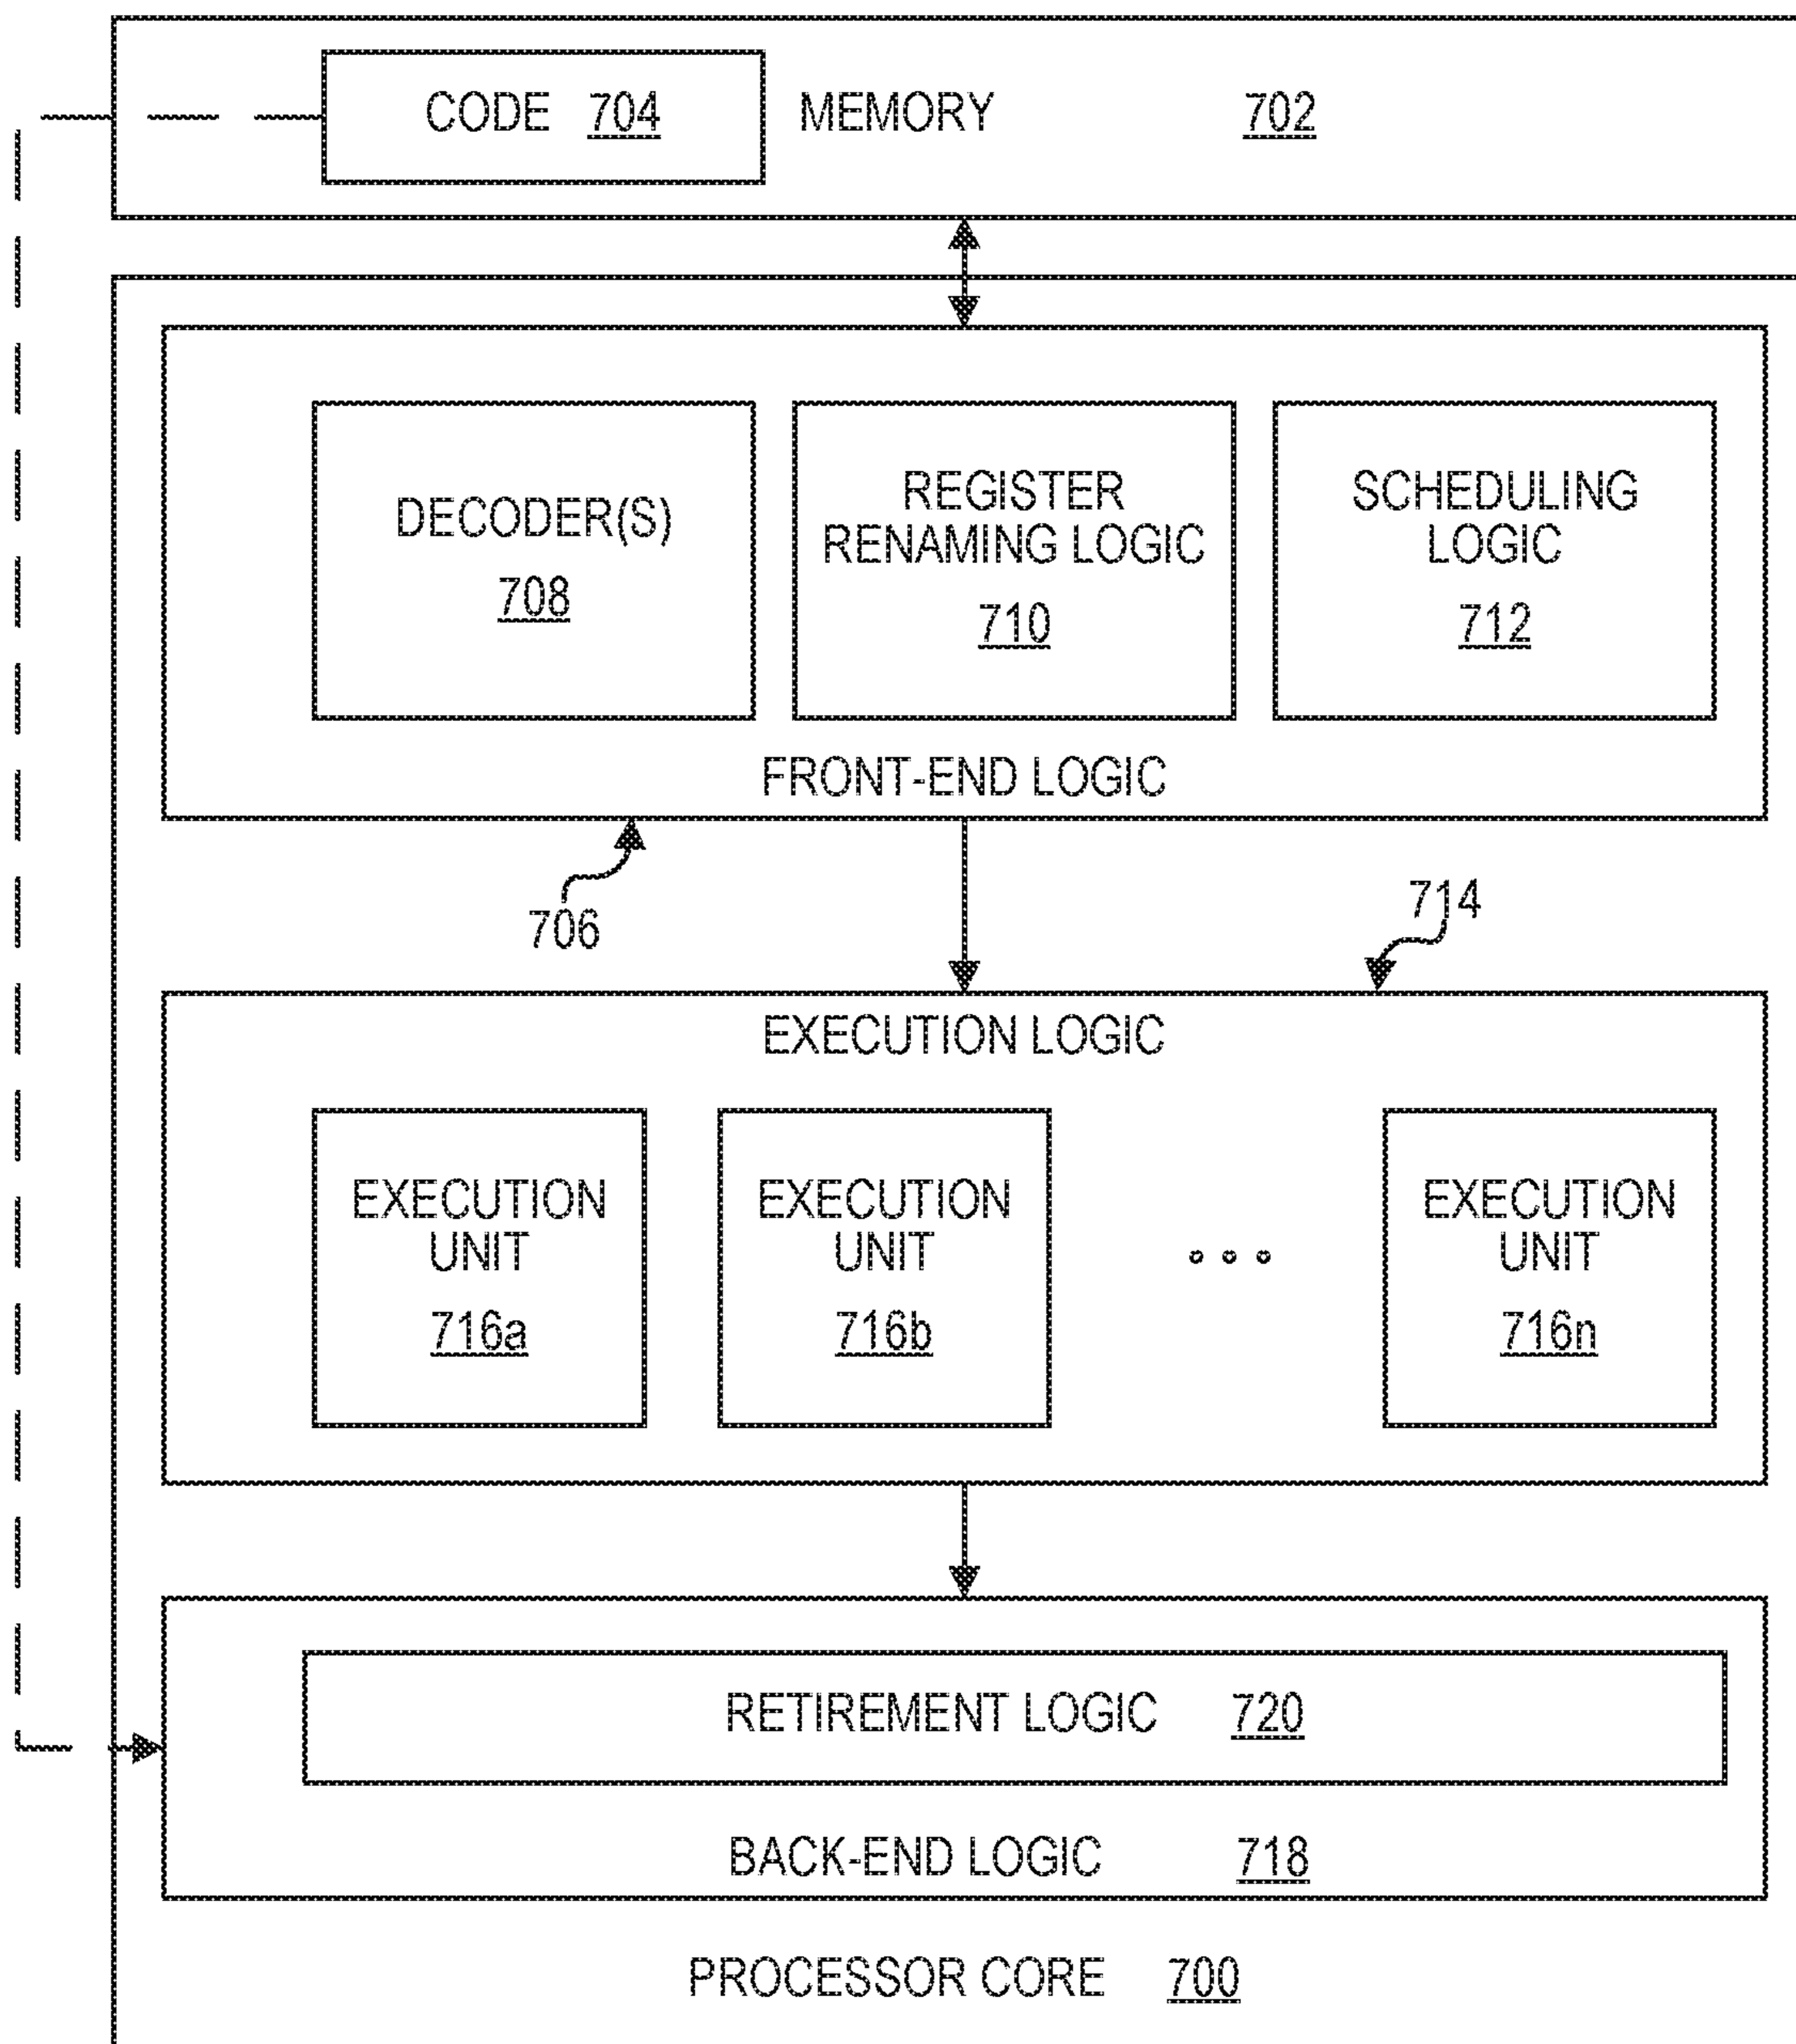 CODE 704 MEMORY 702
DECODER(S)
708
REGISTER
RENAMING LOGIC
710
SCHEDULING
LOGIC
712
FRONT-END LOGIC
706
714
EXECUTION LOGIC
EXECUTION
UNIT
716a
EXECUTION
UNIT
716b
EXECUTION
UNIT
716n
RETIREMENT LOGIC 720
BACK-END LOGIC 718
PROCESSOR CORE 700